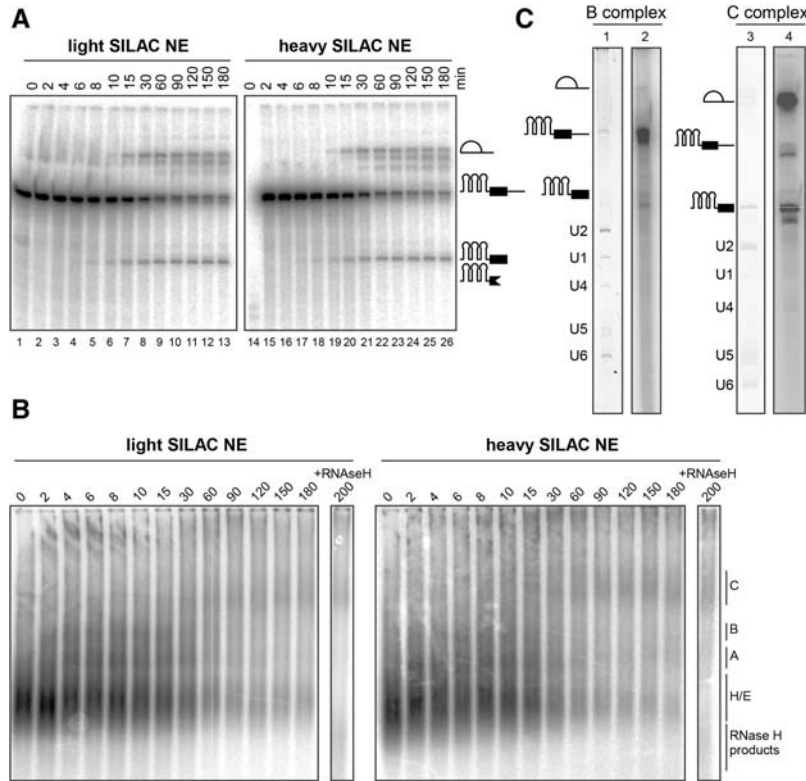 A
light SILAC NE
heavy SILAC NE
0 2 4 6 8 10 15 30 60 90 120 150 180
0 2 4 6 8 10 15 30 60 90 120 150 180 min
1 2 3 4 5 6 7 8 9 10 11 12 13
14 15 16 17 18 19 20 21 22 23 24 25 26
C
B complex
C complex
1 2
3 4
U2
U1
U4
U5
U6
U2
U1
U4
U5
U6
B
light SILAC NE
heavy SILAC NE
+RNAseH
+RNAseH
0 2 4 6 8 10 15 30 60 90 120 150 180 200
0 2 4 6 8 10 15 30 60 90 120 150 180 200
C
B
A
H/E
RNase H
products